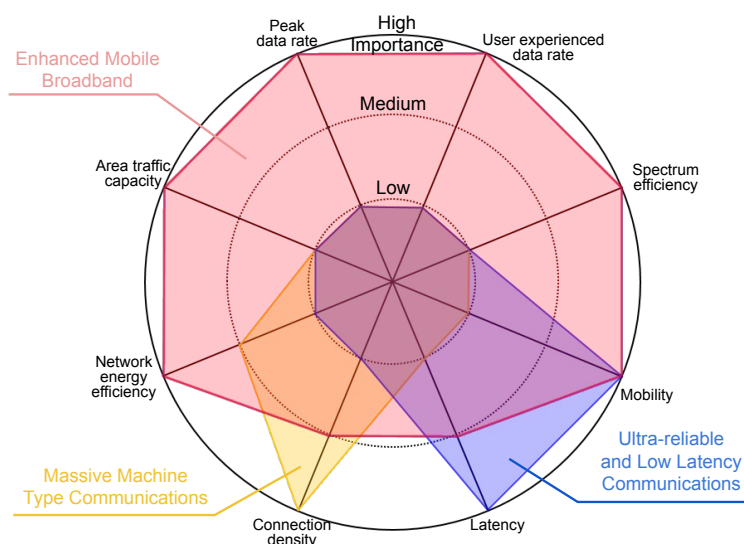 Peak
data rate
High
Importance
User experienced
data rate
Enhanced Mobile
Broadband
Medium
Area traffic
capacity
Low
Spectrum
efficiency
Network
energy
efficiency
Mobility
Massive Machine
Type Communications
Ultra-reliable
and Low Latency
Communications
Connection
density
Latency